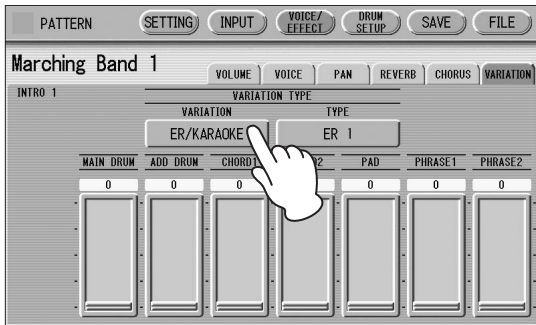 PATTERN SETTING INPUT VOICE/ EFFECT DRUM SETUP SAVE FILE
Marching Band 1
VOLUME VOICE PAN REVERB CHORUS VARIATION
INTRO 1
VARIATION TYPE
VARIATION TYPE
ER/KARAOKE ER 1
MAIN DRUM ADD DRUM CHORD1 2 PAD PHRASE1 PHRASE2
0 0 0 0 0 0